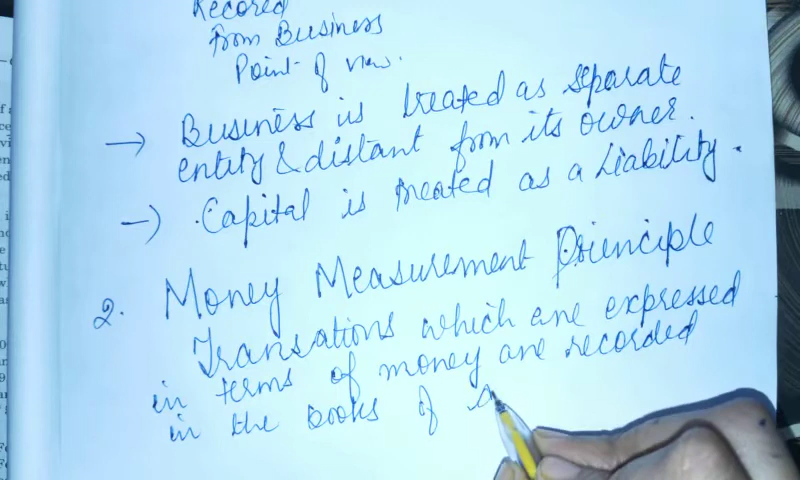 Recored
from Business
Point of view.
→ Business is treated as separate
entity & distant from its owner.
→ Capital is treated as a Liability.
2. Money Measurement Principle
Transations which are expressed
in terms of money are recorded
in the books of a